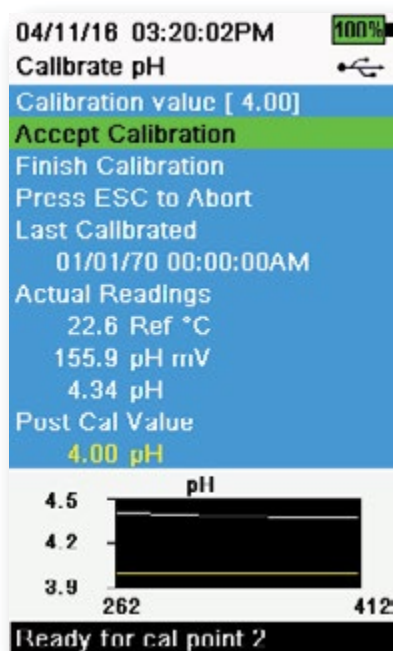 04/11/16 03:20:02PM 100%
Calibrate pH
Calibration value [ 4.00]
Accept Calibration
Finish Calibration
Press ESC to Abort
Last Calibrated
01/01/70 00:00:00AM
Actual Readings
22.6 Ref °C
155.9 pH mV
4.34 pH
Post Cal Value
4.00 pH
pH
4.5
4.2
3.9
262 412
Ready for cal point 2